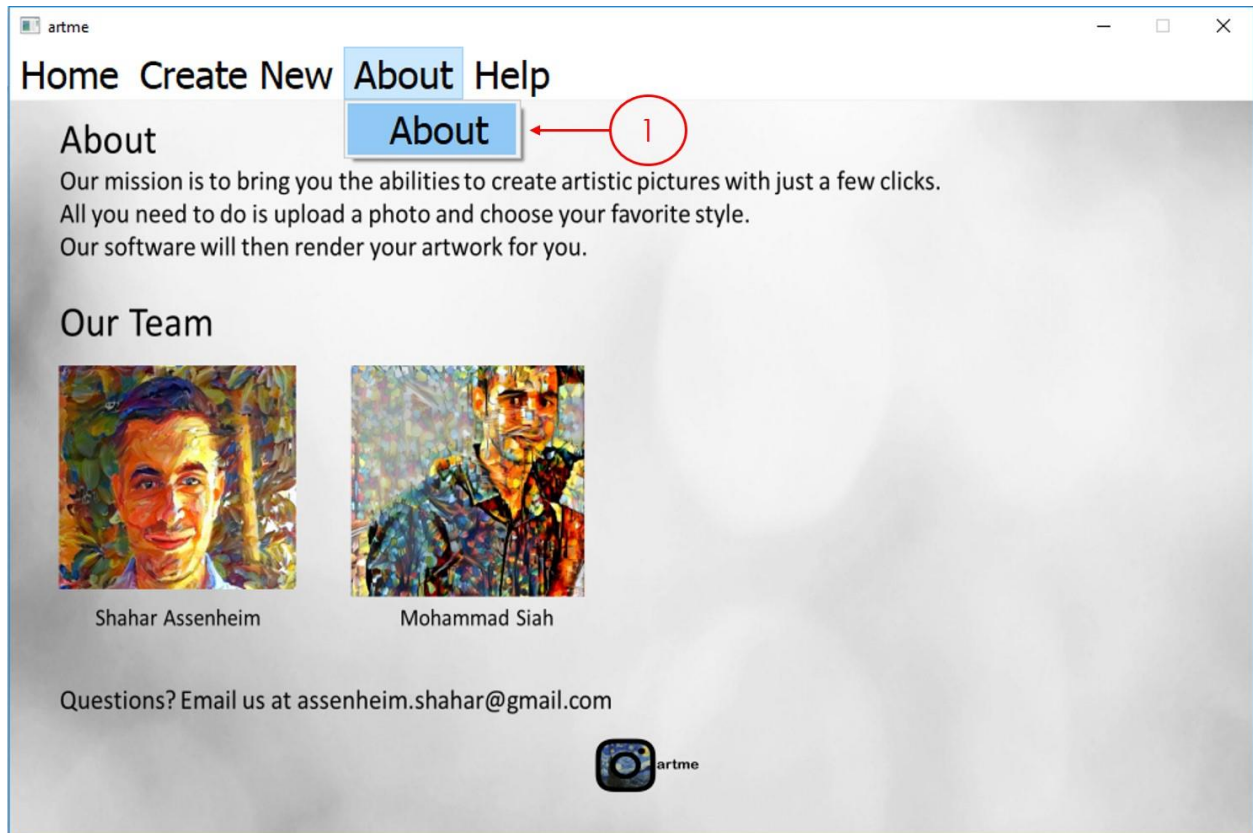 artme
Home Create New About Help
About
1
About
Our mission is to bring you the abilities to create artistic pictures with just a few clicks.
All you need to do is upload a photo and choose your favorite style.
Our software will then render your artwork for you.
Our Team
Shahar Assenheim Mohammad Siah
Questions? Email us at assenheim.shahar@gmail.com
artme